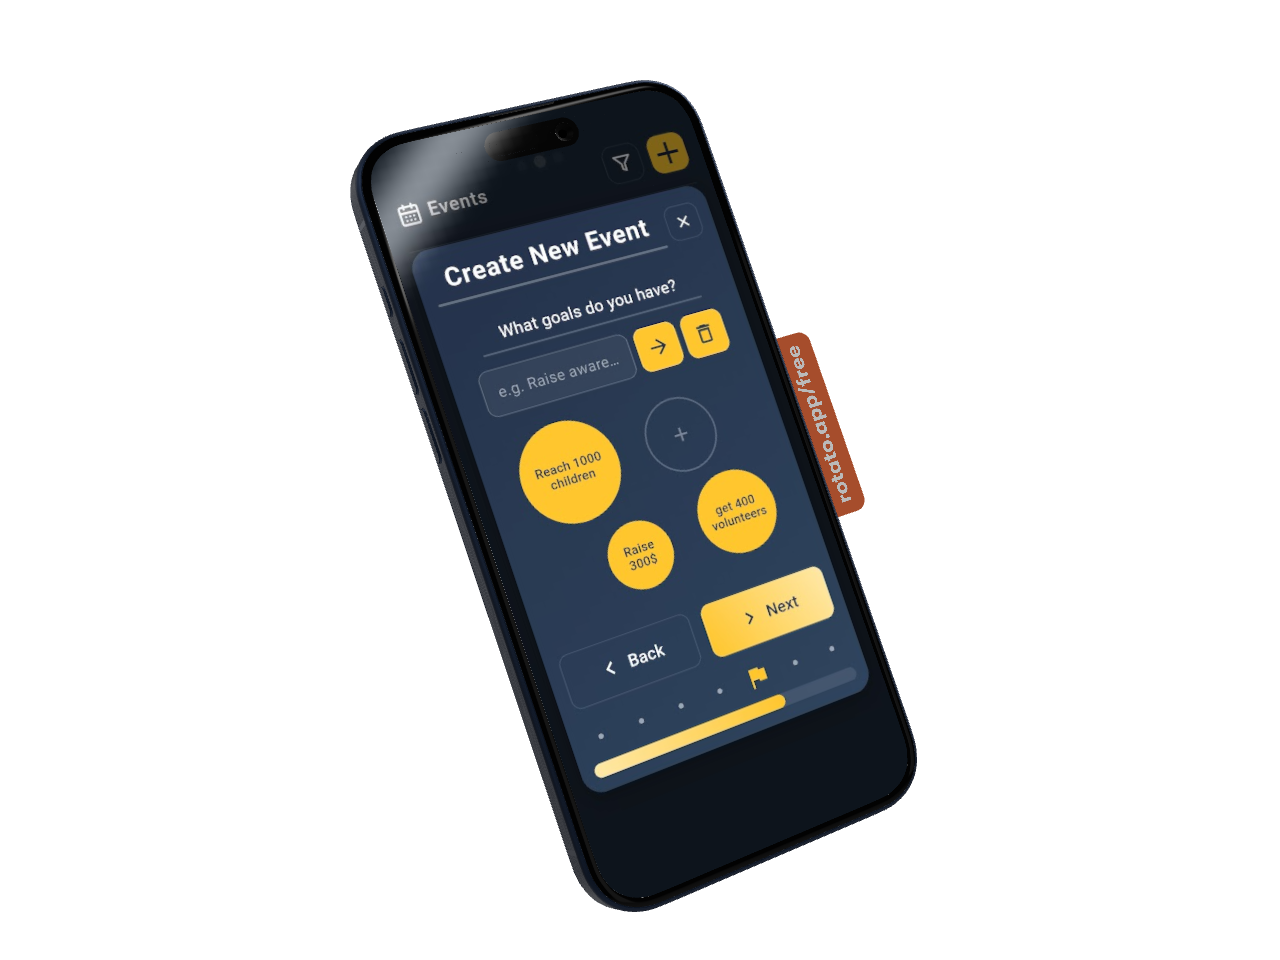 Events
Create New Event
What goals do you have?
e.g. Raise aware...
Reach 1000
children
get 400
volunteers
Raise
300$
Back
Next
rotato.app/free